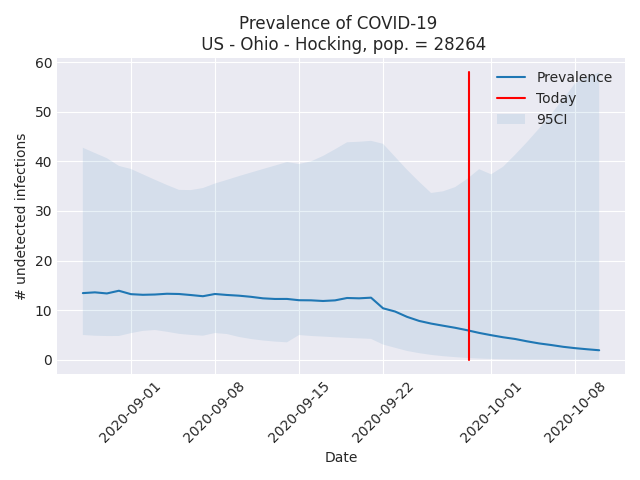 Prevalence of COVID-19
US - Ohio - Hocking, pop. = 28264
Prevalence
Today
95CI
# undetected infections
60
50
40
30
20
10
0
2020-09-01
2020-09-08
2020-09-15
2020-09-22
2020-10-01
2020-10-08
Date